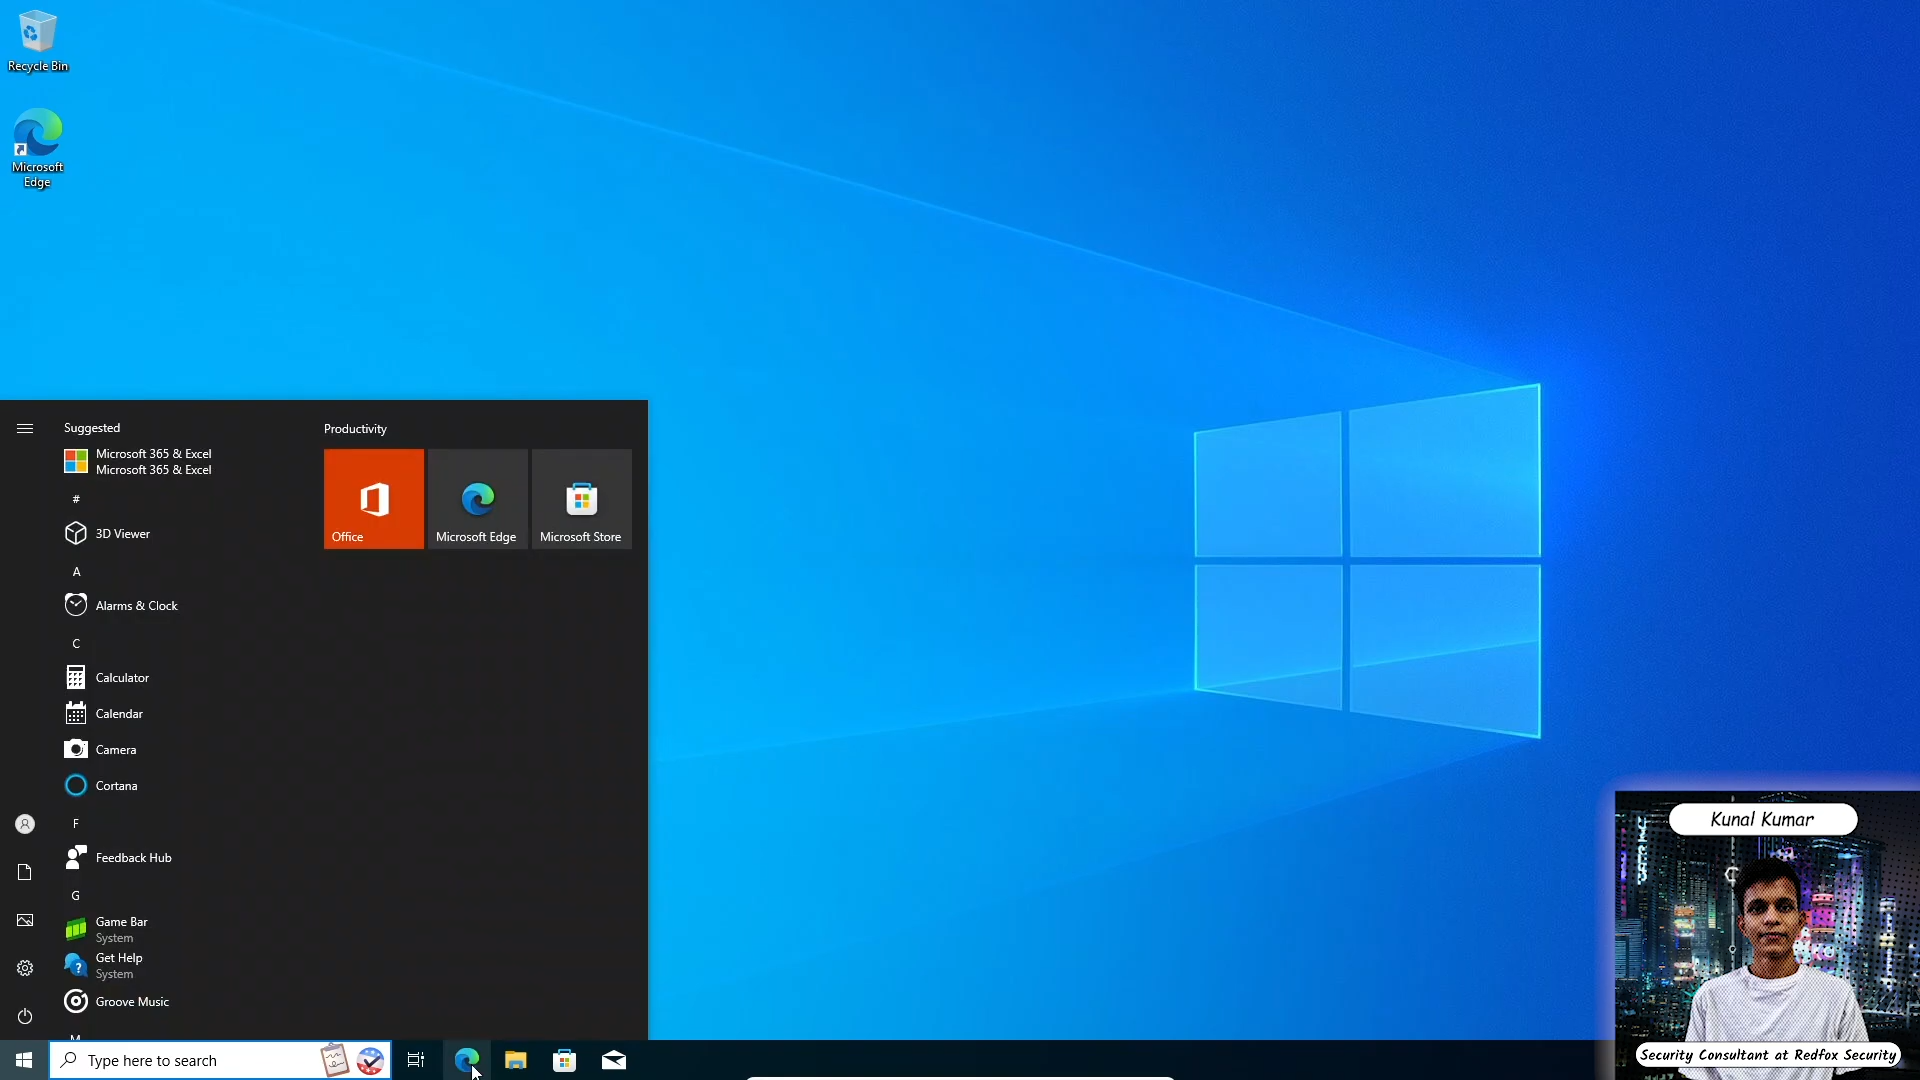 Recycle Bin
Microsoft
Edge
Suggested
Microsoft 365 & Excel
Microsoft 365 & Excel
#
3D Viewer
A
Alarms & Clock
C
Calculator
Calendar
Camera
Cortana
F
Feedback Hub
G
Game Bar
System
Get Help
System
Groove Music
Productivity
Office
Microsoft Edge
Microsoft Store
Type here to search
Kunal Kumar
Security Consultant at Redfox Security